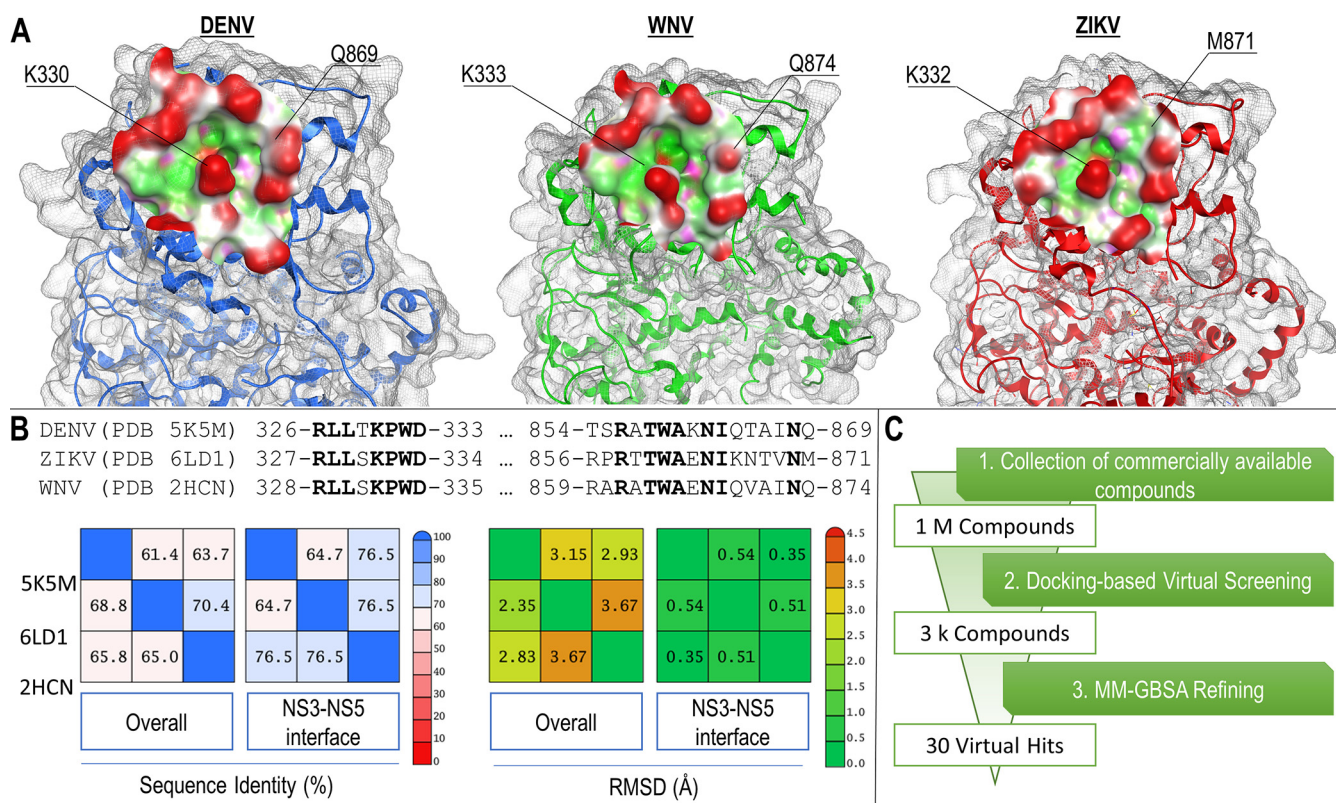 A
DENV
WNV
ZIKV
K330
Q869
K333
Q874
K332
M871
B
DENV(PDB 5K5M) 326-RLLTKPWD-333 … 854-TSRATWAKNIQTAINQ-869
ZIKV(PDB 6LD1) 327-RLLSKPWD-334 … 856-RPRTTWAENIKNTVNM-871
WNV (PDB 2HCN) 328-RLLSKPWD-335 … 859-RARATWAENIQVAINQ-874
5K5M
6LD1
2HCN
61.4 63.7
68.8 70.4
65.8 65.0
Overall
64.7 76.5
64.7 76.5
76.5 76.5
NS3-NS5
interface
100
90
80
70
60
50
40
30
20
10
0
Sequence Identity (%)
3.15 2.93
2.35 3.67
2.83 3.67
Overall
0.54 0.35
0.54 0.51
0.35 0.51
NS3-NS5
interface
4.5
4.0
3.5
3.0
2.5
2.0
1.5
1.0
0.5
0.0
RMSD (Å)
C
1. Collection of commercially available
compounds
1 M Compounds
2. Docking-based Virtual Screening
3 k Compounds
3. MM-GBSA Refining
30 Virtual Hits